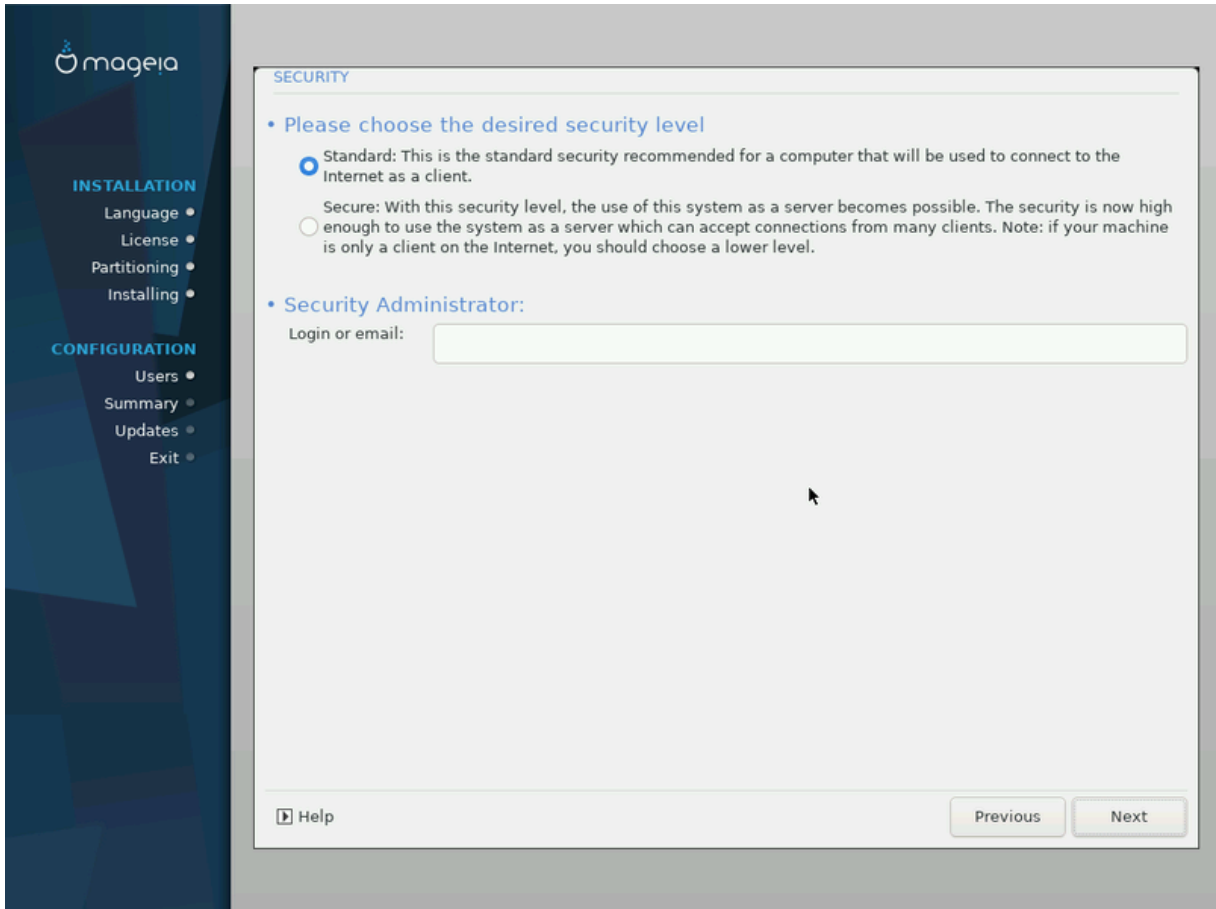 mageia
INSTALLATION
Language
License
Partitioning
Installing
CONFIGURATION
Users
Summary
Updates
Exit
SECURITY
• Please choose the desired security level
Standard: This is the standard security recommended for a computer that will be used to connect to the
Internet as a client.
Secure: With this security level, the use of this system as a server becomes possible. The security is now high
enough to use the system as a server which can accept connections from many clients. Note: if your machine
is only a client on the Internet, you should choose a lower level.
• Security Administrator:
Login or email:
Help
Previous
Next